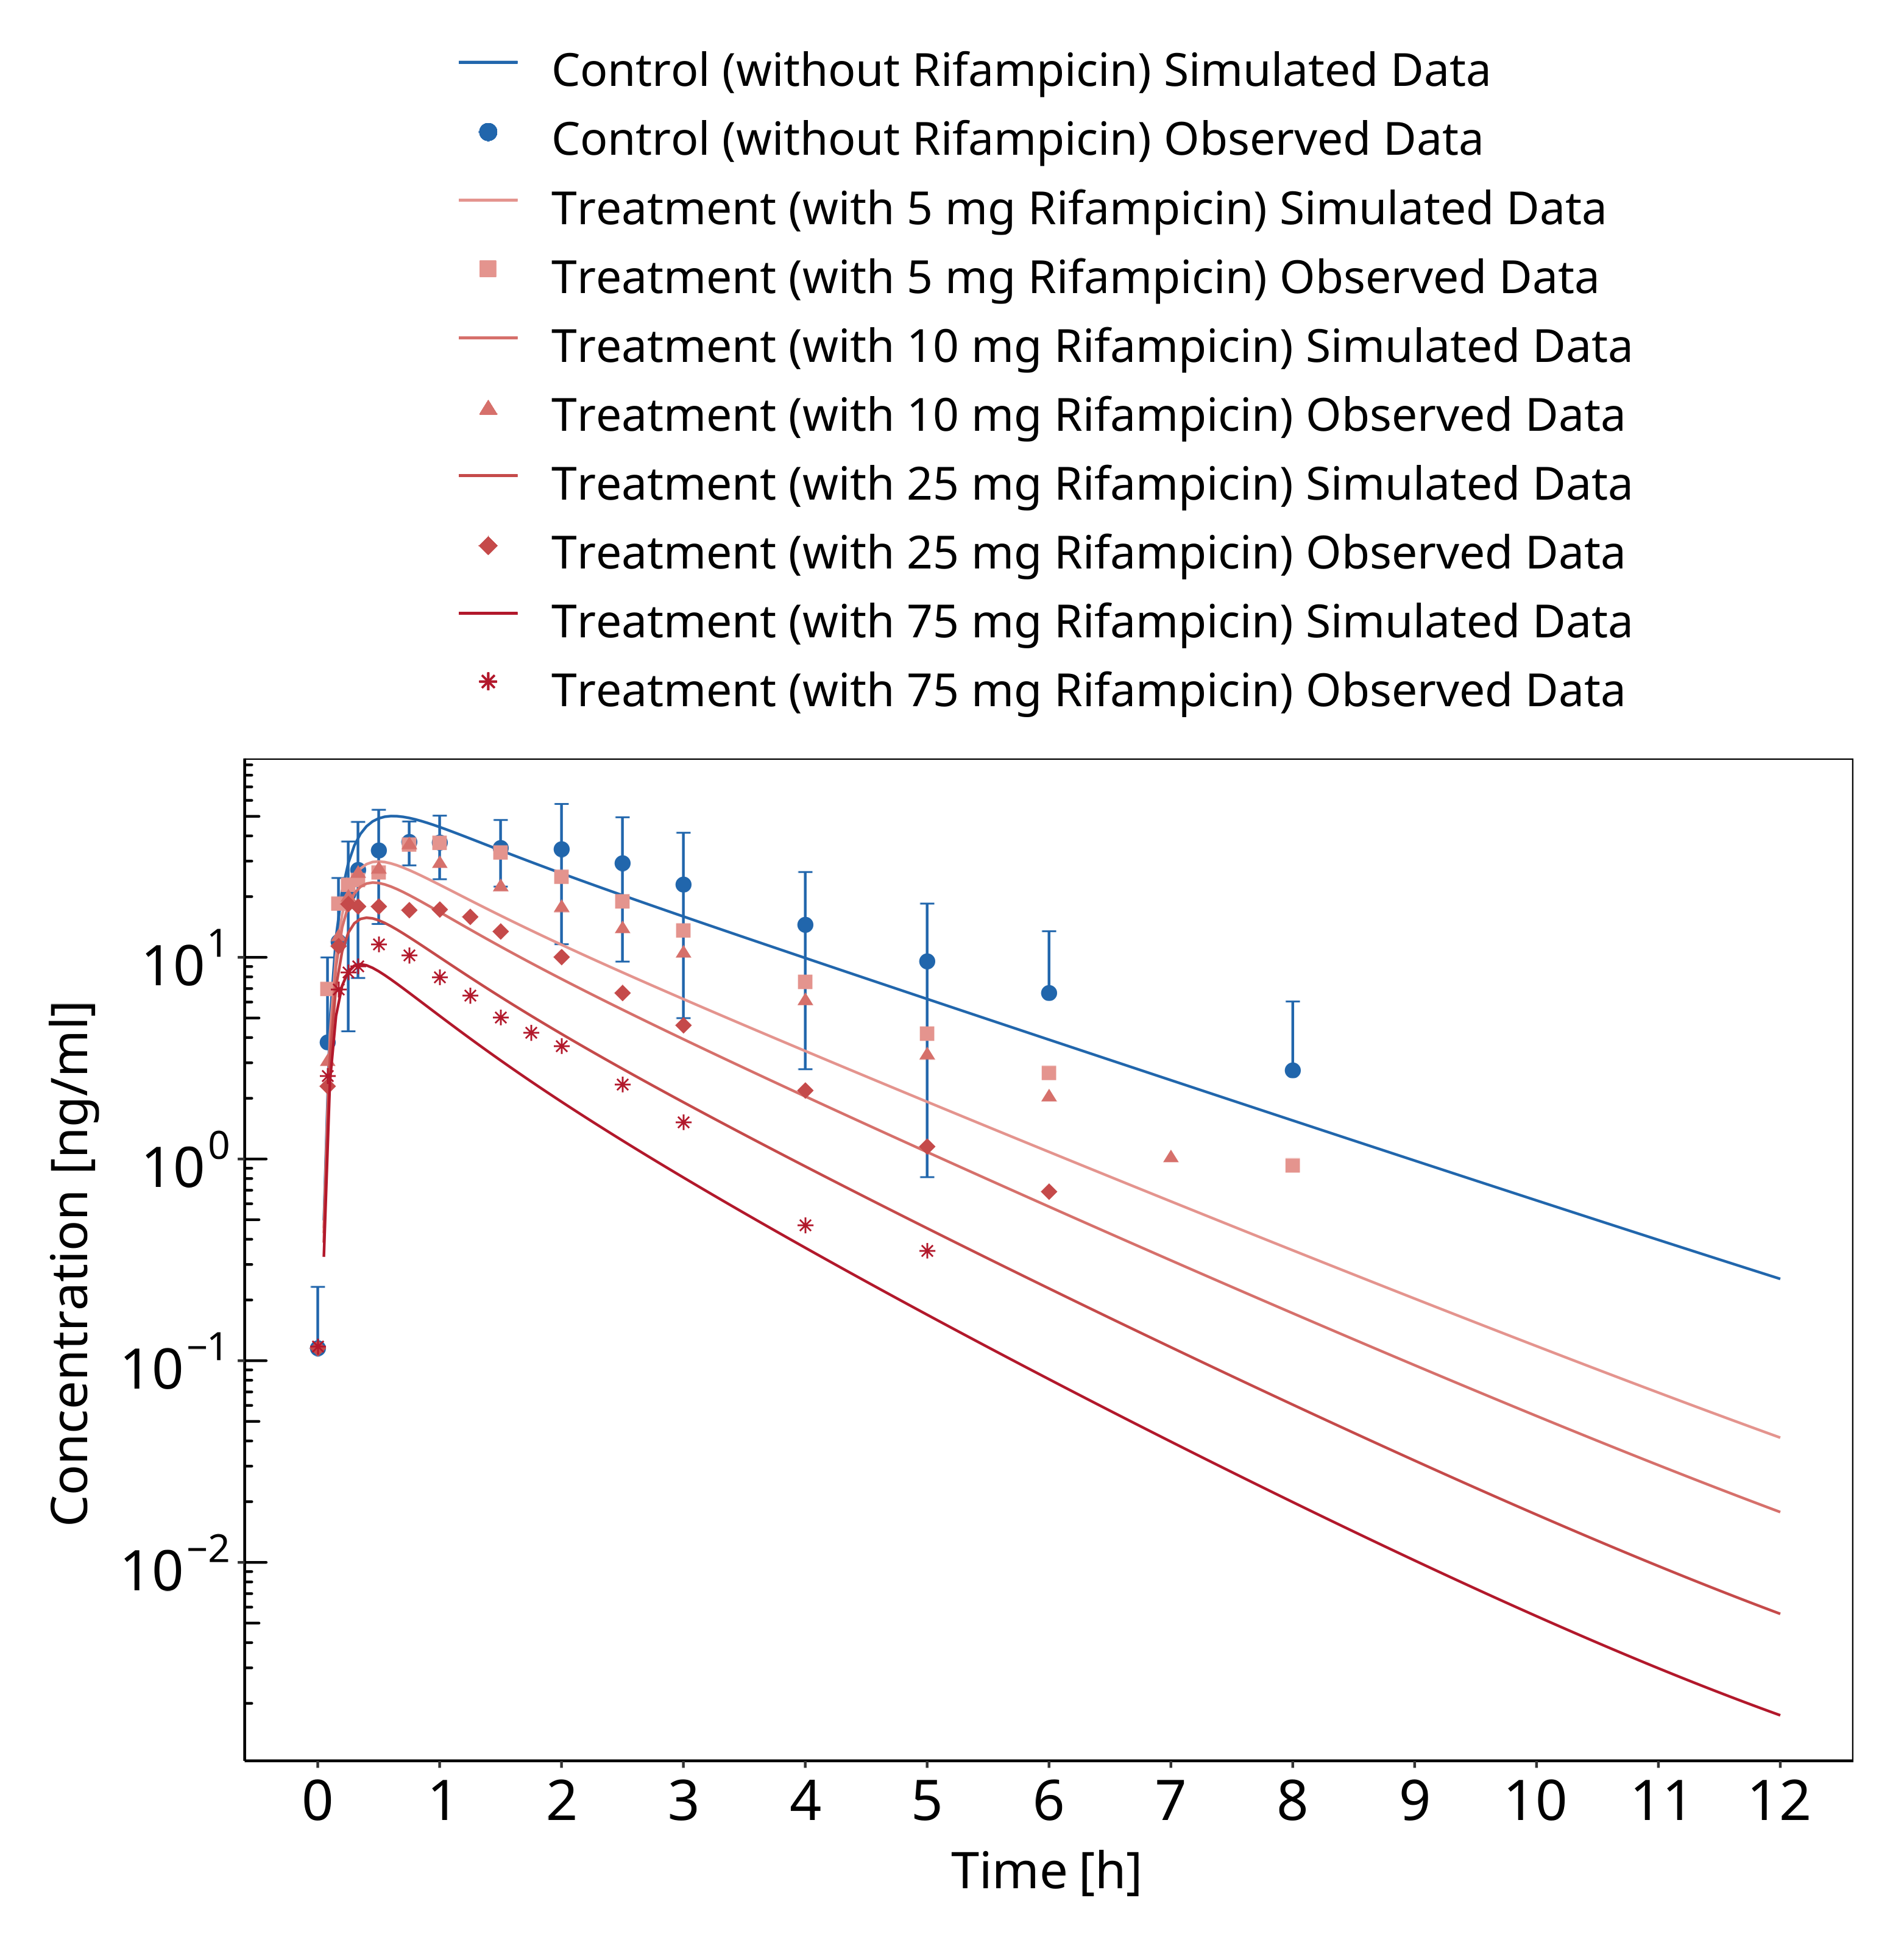 Control (without Rifampicin) Simulated Data
Control (without Rifampicin) Observed Data
Treatment (with 5 mg Rifampicin) Simulated Data
Treatment (with 5 mg Rifampicin) Observed Data
Treatment (with 10 mg Rifampicin) Simulated Data
Treatment (with 10 mg Rifampicin) Observed Data
Treatment (with 25 mg Rifampicin) Simulated Data
Treatment (with 25 mg Rifampicin) Observed Data
Treatment (with 75 mg Rifampicin) Simulated Data
Treatment (with 75 mg Rifampicin) Observed Data
Concentration [ng/ml]
10^1
10^0
10^−1
10^−2
0 1 2 3 4 5 6 7 8 9 10 11 12
Time [h]